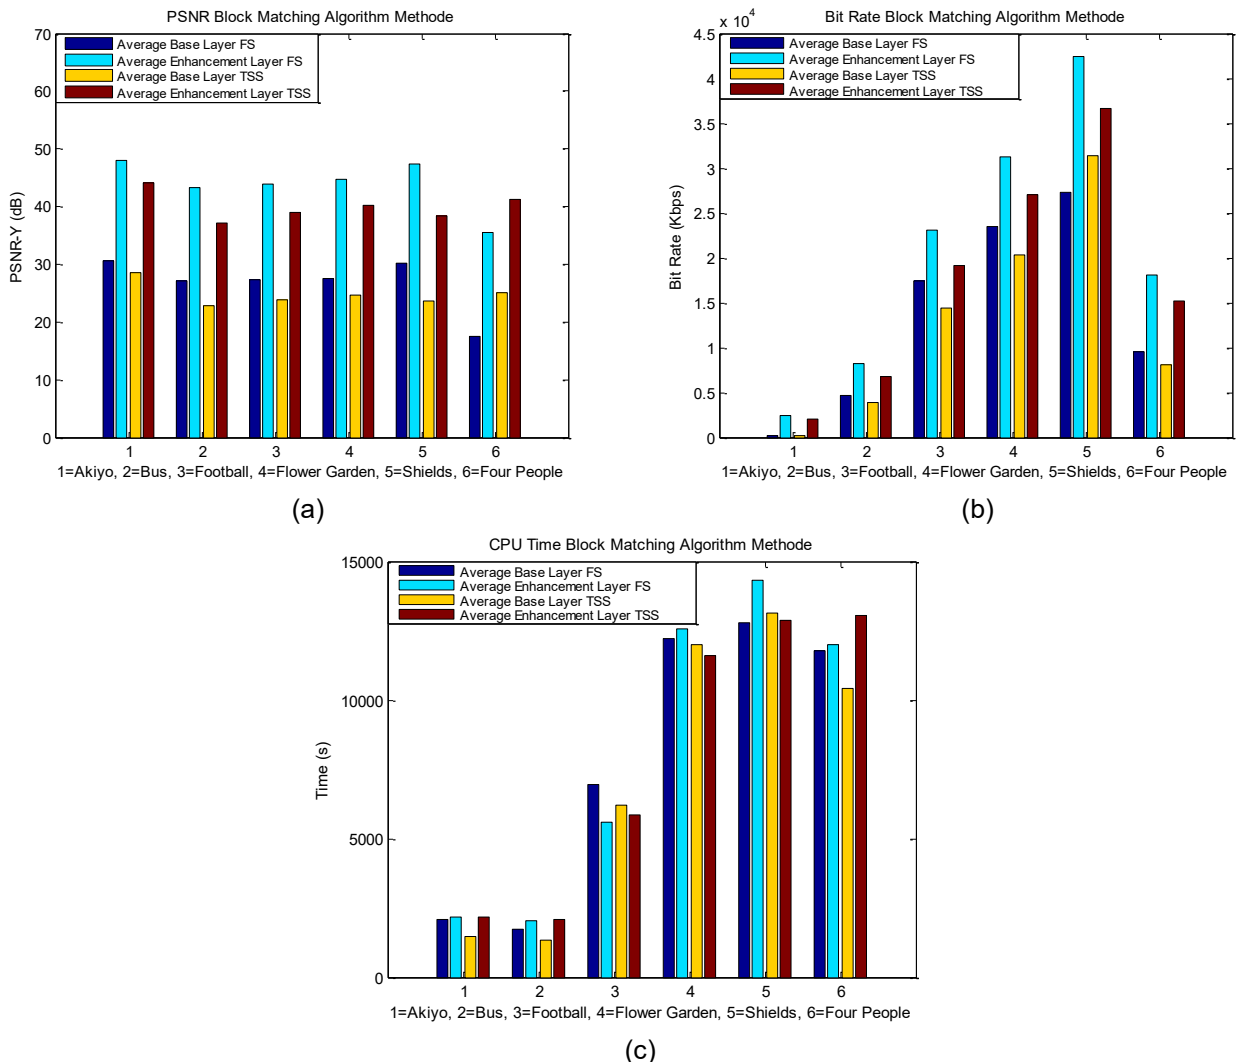 PSNR Block Matching Algorithm Methode
70
60
50
40
30
20
10
0
PSNR-Y (dB)
Average Base Layer FS
Average Enhancement Layer FS
Average Base Layer TSS
Average Enhancement Layer TSS
1 2 3 4 5 6
1=Akiyo, 2=Bus, 3=Football, 4=Flower Garden, 5=Shields, 6=Four People
(a)
Bit Rate Block Matching Algorithm Methode
x 10^4
4.5
4
3.5
3
2.5
2
1.5
1
0.5
0
Bit Rate (Kbps)
Average Base Layer FS
Average Enhancement Layer FS
Average Base Layer TSS
Average Enhancement Layer TSS
1 2 3 4 5 6
1=Akiyo, 2=Bus, 3=Football, 4=Flower Garden, 5=Shields, 6=Four People
(b)
CPU Time Block Matching Algorithm Methode
15000
10000
5000
0
Time (s)
Average Base Layer FS
Average Enhancement Layer FS
Average Base Layer TSS
Average Enhancement Layer TSS
1 2 3 4 5 6
1=Akiyo, 2=Bus, 3=Football, 4=Flower Garden, 5=Shields, 6=Four People
(c)